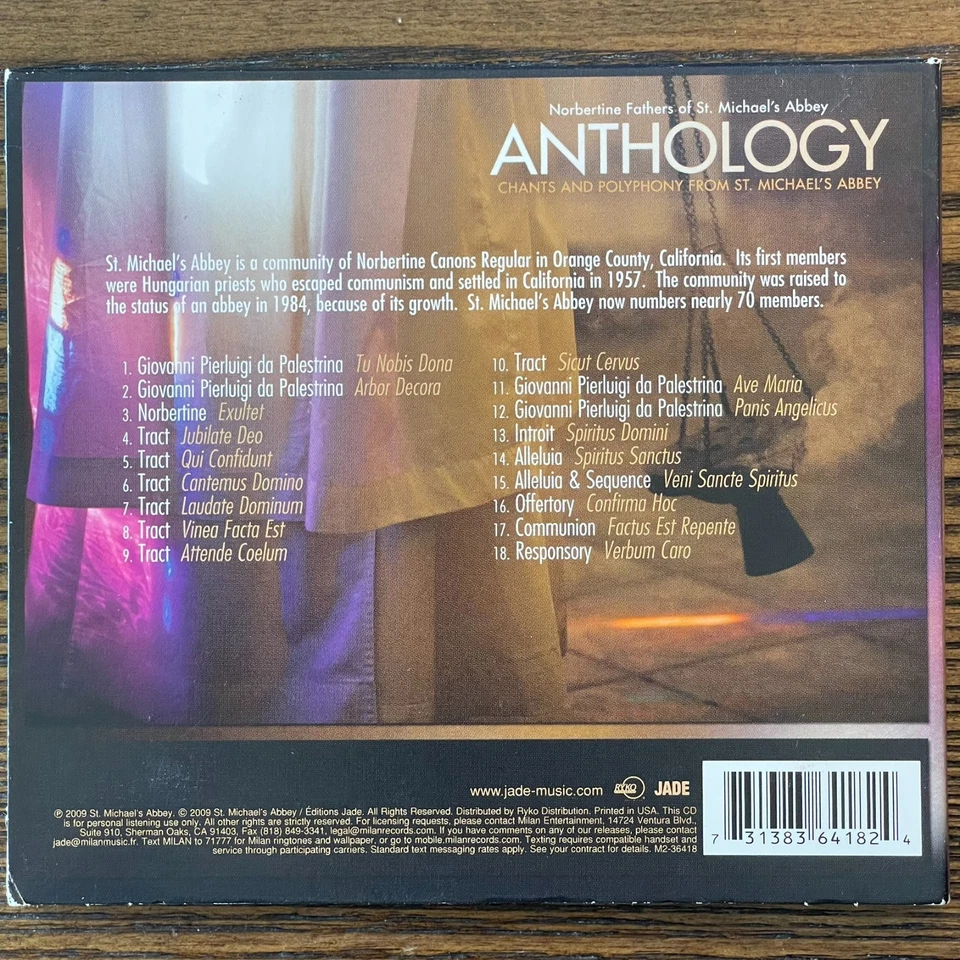 Norbertine Fathers of St. Michael's Abbey
ANTHOLOGY
CHANTS AND POLYPHONY FROM ST. MICHAEL'S ABBEY
St. Michael's Abbey is a community of Norbertine Canons Regular in Orange County, California. Its first members
were Hungarian priests who escaped communism and settled in California in 1957. The community was raised to
the status of an abbey in 1984, because of its growth. St. Michael's Abbey now numbers nearly 70 members.
1. Giovanni Pierluigi da Palestrina Tu Nobis Dona
2. Giovanni Pierluigi da Palestrina Arbor Decora
3. Norbertine Exultet
4. Tract Jubilate Deo
5. Tract Qui Confidunt
6. Tract Cantemus Domino
7. Tract Laudate Dominum
8. Tract Vinea Facta Est
9. Tract Attende Coelum
10. Tract Sicut Cervus
11. Giovanni Pierluigi da Palestrina Ave Maria
12. Giovanni Pierluigi da Palestrina Panis Angelicus
13. Introit Spiritus Domini
14. Alleluia Spiritus Sanctus
15. Alleluia & Sequence Veni Sancte Spiritus
16. Offertory Confirma Hoc
17. Communion Factus Est Repente
18. Responsory Verbum Caro
www.jade-music.com RYKO JADE
℗ 2009 St. Michael's Abbey. © 2009 St. Michael's Abbey / Éditions Jade. All Rights Reserved. Distributed by Ryko Distribution. Printed in USA. This CD
is for personal listening use only. All other rights are strictly reserved. For licensing requests, please contact Milan Entertainment, 14724 Ventura Blvd.,
Suite 910, Sherman Oaks, CA 91403, Fax (818) 849-3341, legal@milanrecords.com. If you have comments on any of our releases, please contact
jade@milanmusic.fr. Text MILAN to 71777 for Milan ringtones and wallpaper, or go to mobile.milanrecords.com. Texting requires compatible handset and
service through participating carriers. Standard text messaging rates apply. See your contract for details. M2-36418
7 31383 64182 4